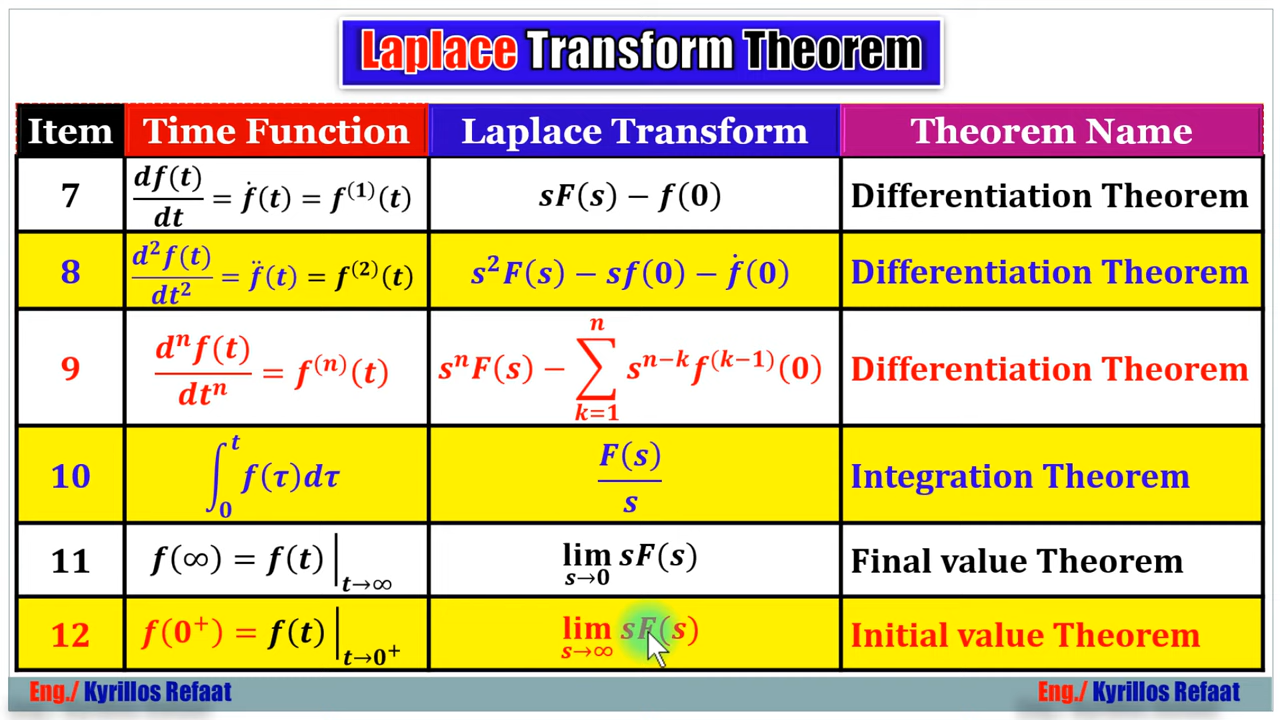 Laplace Transform Theorem
Item Time Function Laplace Transform Theorem Name
7 df(t)/dt = ḟ(t) = f⁽¹⁾(t) sF(s) − f(0) Differentiation Theorem
8 d²f(t)/dt² = f̈(t) = f⁽²⁾(t) s²F(s) − sf(0) − ḟ(0) Differentiation Theorem
9 dⁿf(t)/dtⁿ = f⁽ⁿ⁾(t) sⁿF(s) − ∑_{k=1}^{n} s^{n−k} f^{(k−1)}(0) Differentiation Theorem
10 ∫₀ᵗ f(τ)dτ F(s)/s Integration Theorem
11 f(∞) = f(t) |_{t→∞} lim_{s→0} sF(s) Final value Theorem
12 f(0⁺) = f(t) |_{t→0⁺} lim_{s→∞} sF(s) Initial value Theorem
Eng./ Kyrillos Refaat Eng./ Kyrillos Refaat